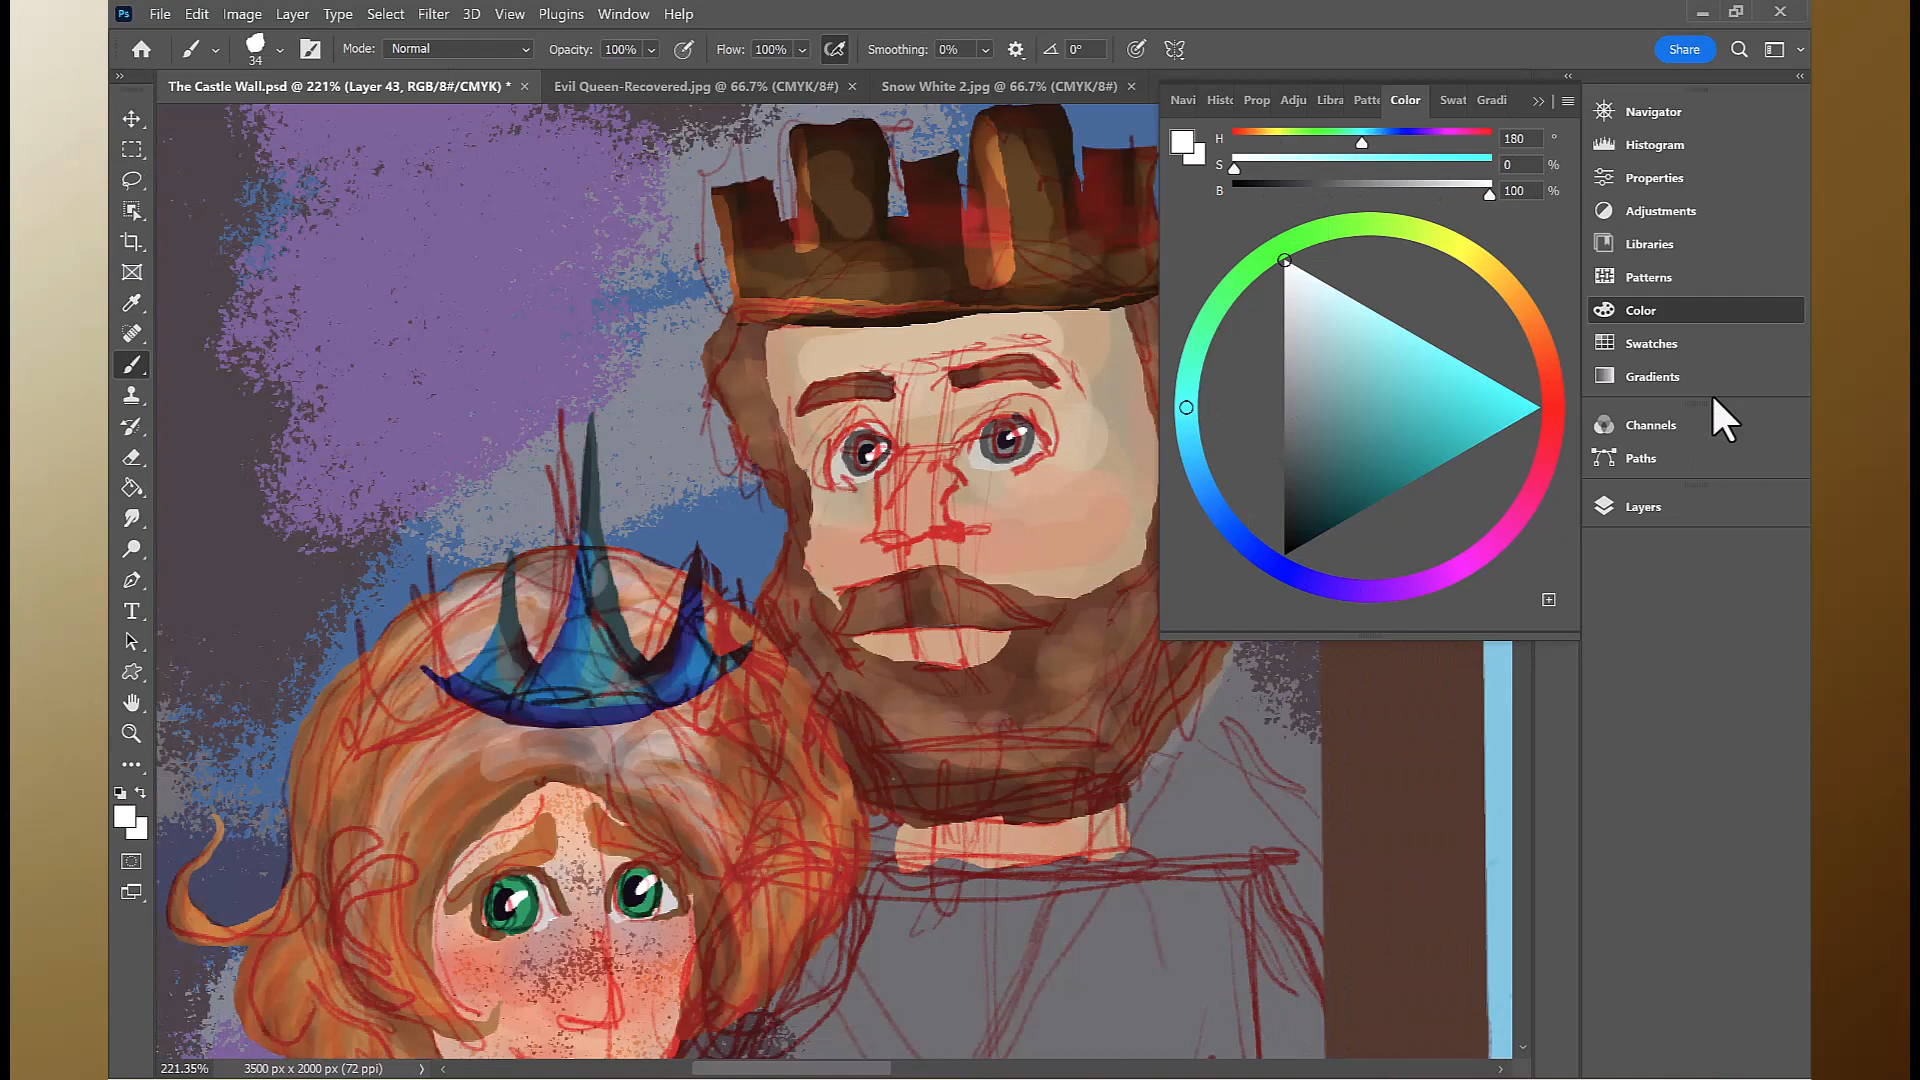 Ps File Edit Image Layer Type Select Filter 3D View Plugins Window Help
34 Mode: Normal Opacity: 100% Flow: 100% Smoothing: 0% 0° Share
The Castle Wall.psd @ 221% (Layer 43, RGB/8#/CMYK) * Evil Queen-Recovered.jpg @ 66.7% (CMYK/8#) Snow White 2.jpg @ 66.7% (CMYK/8#)
Navi Histo Prop Adju Libra Patte Color Swat Gradi
H 180 °
S 0 %
B 100 %
Navigator
Histogram
Properties
Adjustments
Libraries
Patterns
Color
Swatches
Gradients
Channels
Paths
Layers
221.35% 3500 px x 2000 px (72 ppi)